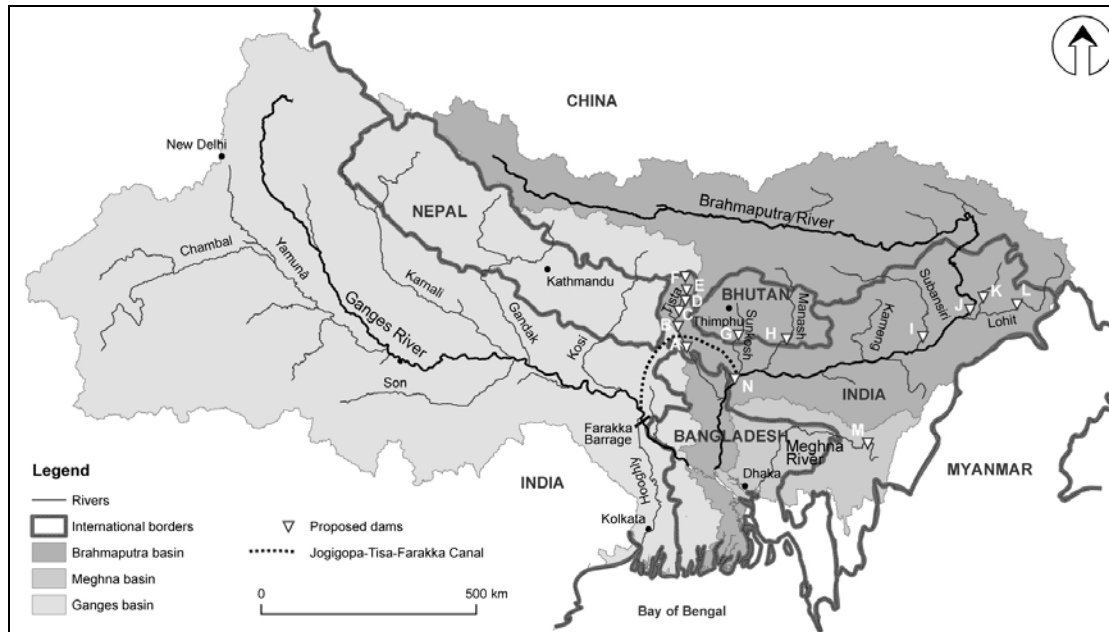 CHINA
New Delhi
NEPAL
Brahmaputra River
Chambal
Yamuna
Karnali
Ganges River
Gandak
Kosi
Kathmandu
Son
Tista
F
E
D
C
B
A
BHUTAN
Thimphu
Sunkosh
Manash
G
H
Kameng
Subansiri
I
J
K
L
Lohit
N
INDIA
Farakka
Barrage
BANGLADESH
Meghna
River
M
MYANMAR
Hooghly
Dhaka
INDIA
Kolkata
Bay of Bengal
Legend
Rivers
International borders
Brahmaputra basin
Meghna basin
Ganges basin
Proposed dams
Jogigopa-Tisa-Farakka Canal
0 500 km